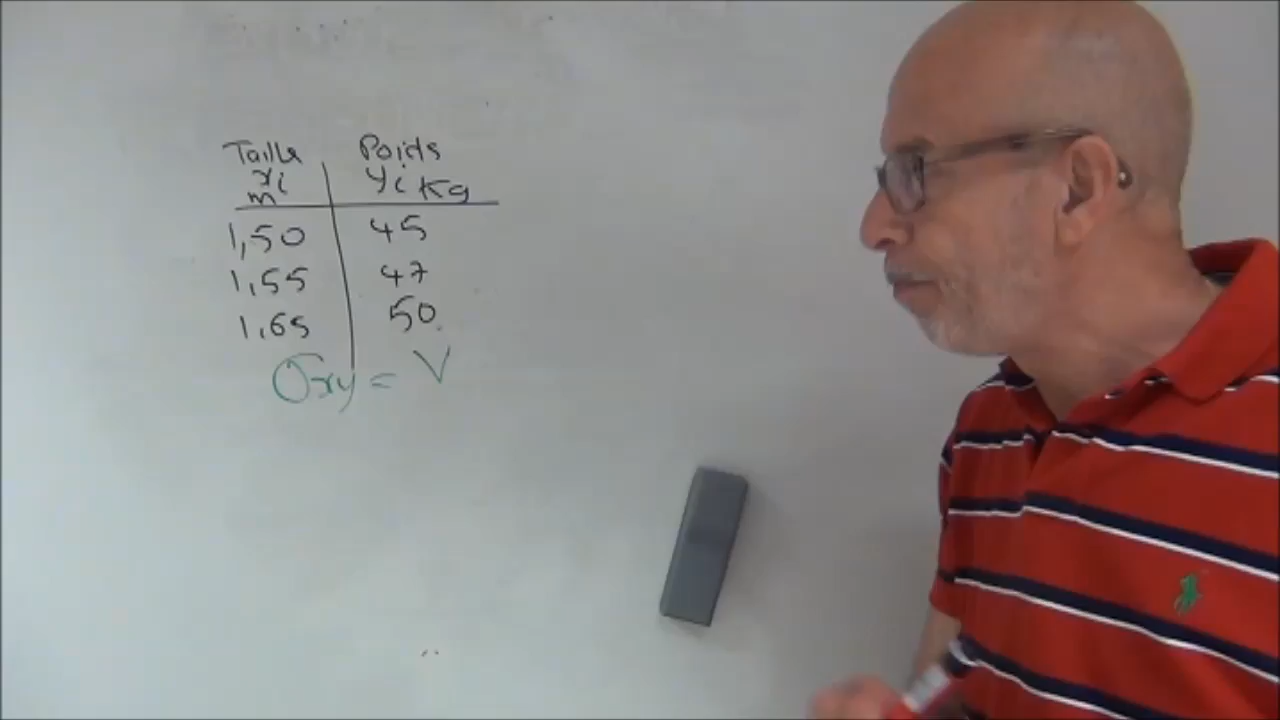 Taille Poids
xi yi Kg
m
1,50 45
1,55 47
1,65 50
σxy = V